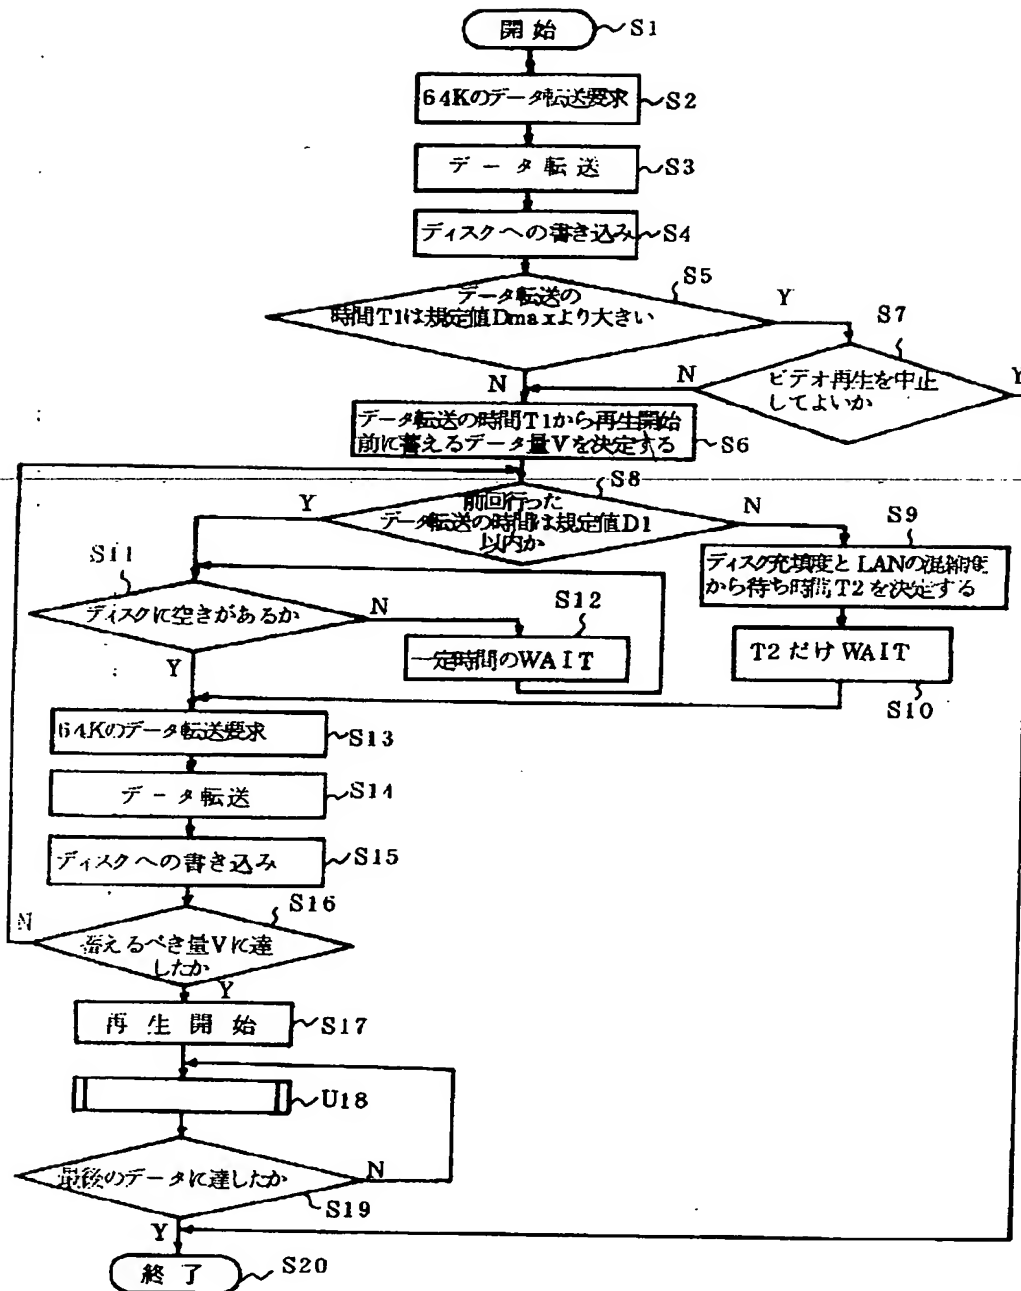 開始
S1
64Kのデータ転送要求
S2
データ転送
S3
ディスクへの書き込み
S4
S5
データ転送の
時間T1は規定値Dmaxより大きい
Y
S7
N
N
ビデオ再生を中止
してよいか
Y
データ転送の時間T1から再生開始
前に蓄えるデータ量Vを決定する
S6
S8
Y
前回行った
データ転送の時間は規定値D1
以内か
N
S9
ディスク充填度とLANの混雑度
から待ち時間T2を決定する
S11
ディスクに空きがあるか
N
S12
一定時間のWAIT
T2だけWAIT
S10
Y
64Kのデータ転送要求
S13
データ転送
S14
ディスクへの書き込み
S15
S16
N
蓄えるべき量Vに達
したか
Y
再生開始
S17
U18
最後のデータに達したか
N
S19
Y
終了
S20